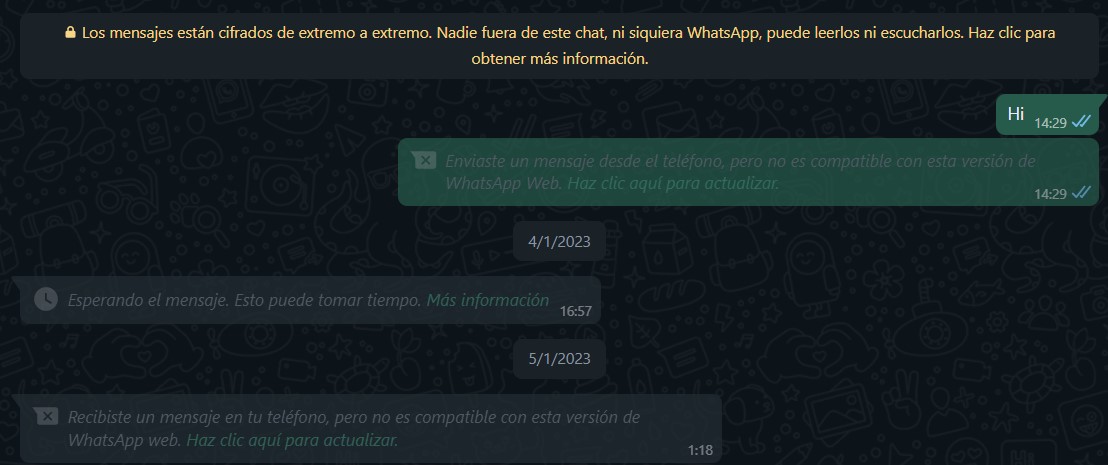 Los mensajes están cifrados de extremo a extremo. Nadie fuera de este chat, ni siquiera WhatsApp, puede leerlos ni escucharlos. Haz clic para
obtener más información.
Hi 14:29
Enviaste un mensaje desde el teléfono, pero no es compatible con esta versión de
WhatsApp Web. Haz clic aquí para actualizar.
14:29
4/1/2023
Esperando el mensaje. Esto puede tomar tiempo. Más información 16:57
5/1/2023
Recibiste un mensaje en tu teléfono, pero no es compatible con esta versión de
WhatsApp web. Haz clic aquí para actualizar.
1:18